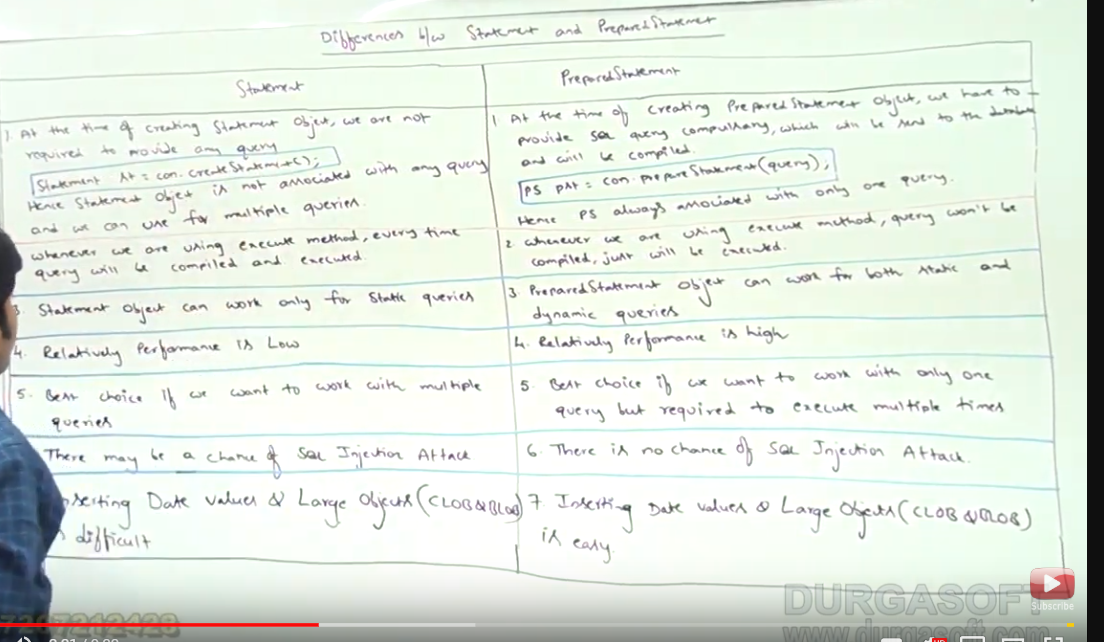 Differences b/w Statement and PreparedStatement
Statement
1. At the time of creating Statement Object, we are not
required to provide any query
Statement st = con.createStatement();
Hence Statement Object is not associated with any query
and we can use for multiple queries.
whenever we are using execute method, every time
query will be compiled and executed.
3. Statement Object can work only for static queries
4. Relatively Performance is Low
5. Best choice if we want to work with multiple
queries
There may be a chance of SQL Injection Attack
Inserting Date values & Large Objects (CLOB & BLOB)
difficult
PreparedStatement
1 At the time of creating PreparedStatement object, we have to
provide SQL query compulsory, which will be send to the database
and will be compiled.
PS pst = con.prepareStatement(query);
Hence PS always associated with only one query.
2 whenever we are using execute method, query won't be
compiled, just will be executed.
3. PreparedStatement Object can work for both static and
dynamic queries
4. Relatively Performance is high
5. Best choice if we want to work with only one
query but required to execute multiple times
6. There is no chance of SQL Injection Attack.
7 Inserting Date values & Large Objects (CLOB & BLOB)
is easy.
DURGASOFT
Subscribe
7207212428
www.durgasoft.com